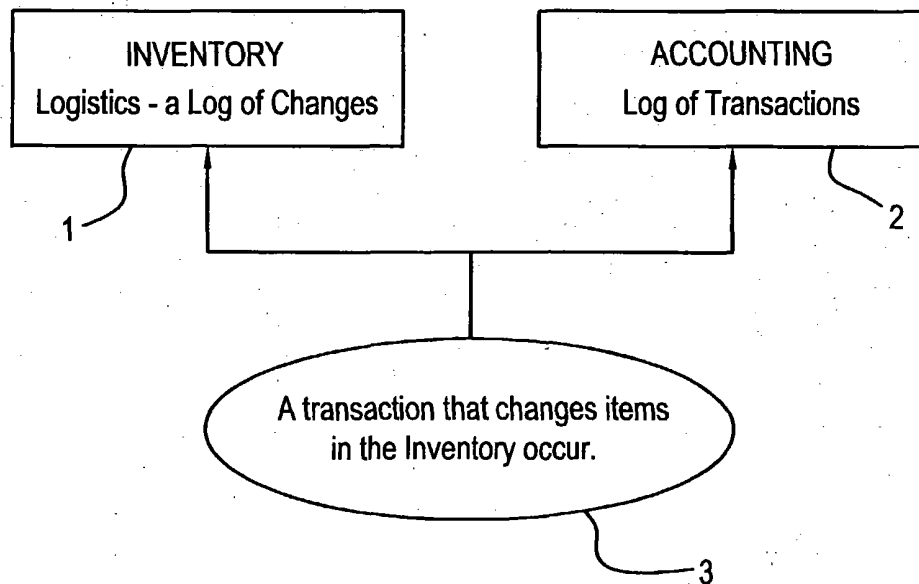 INVENTORY
Logistics - a Log of Changes
1
ACCOUNTING
Log of Transactions
2
A transaction that changes items
in the Inventory occur.
3